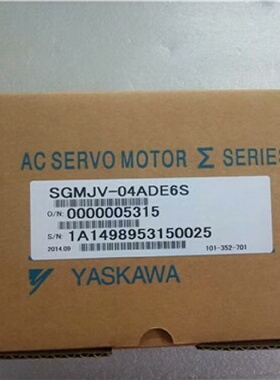 AC SERVO MOTOR Σ SERIES
SGMJV-04ADE6S
O/N: 0000005315
S/N: 1A1498953150025
2014.09 101-352-701
YASKAWA